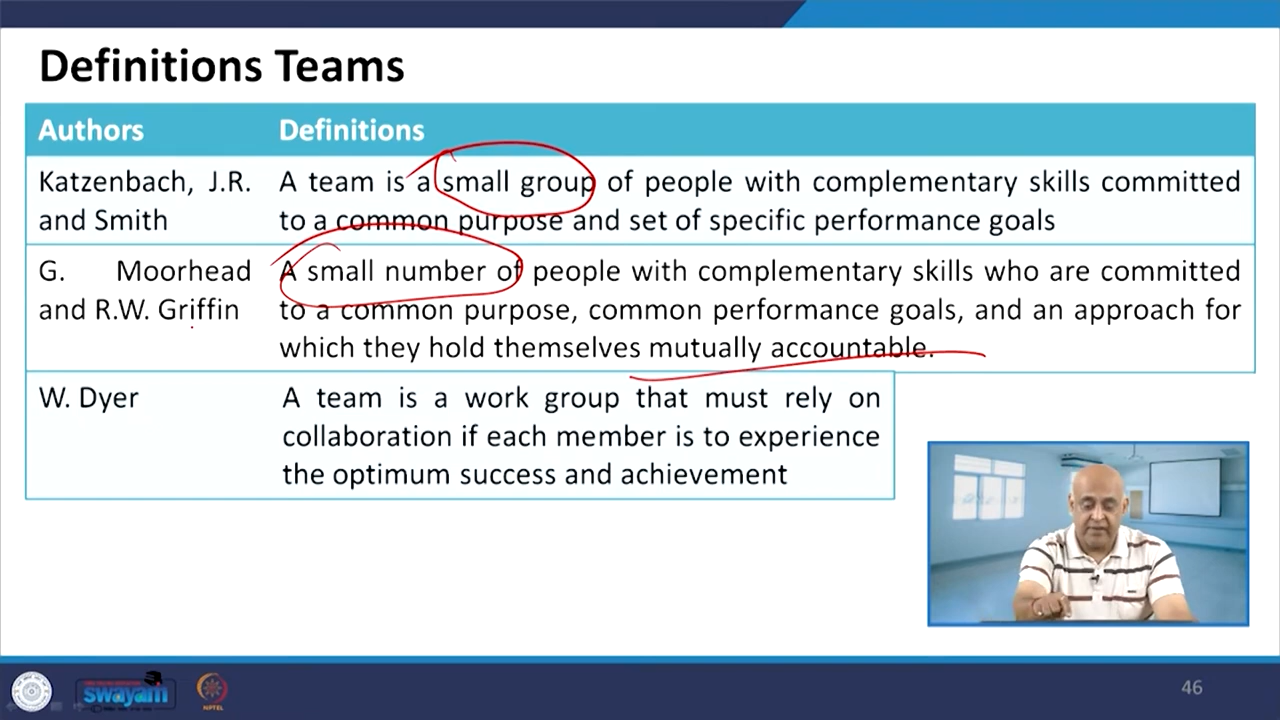 Definitions Teams
Authors Definitions
Katzenbach, J.R. and Smith
A team is a small group of people with complementary skills committed
to a common purpose and set of specific performance goals
G. Moorhead and R.W. Griffin
A small number of people with complementary skills who are committed
to a common purpose, common performance goals, and an approach for
which they hold themselves mutually accountable.
W. Dyer
A team is a work group that must rely on
collaboration if each member is to experience
the optimum success and achievement
swayam
NPTEL
46